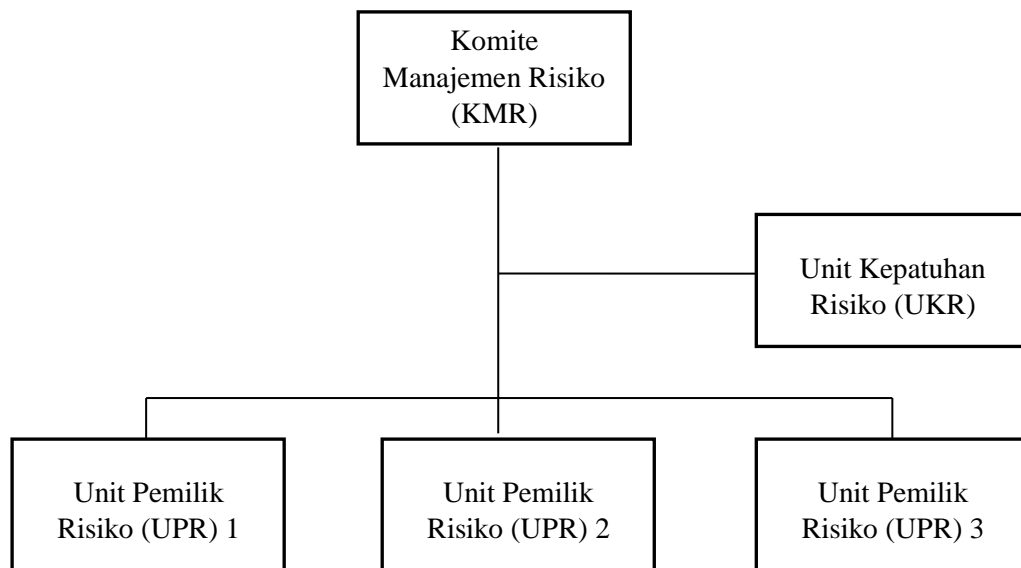 Komite
Manajemen Risiko
(KMR)
Unit Kepatuhan
Risiko (UKR)
Unit Pemilik
Risiko (UPR) 1
Unit Pemilik
Risiko (UPR) 2
Unit Pemilik
Risiko (UPR) 3